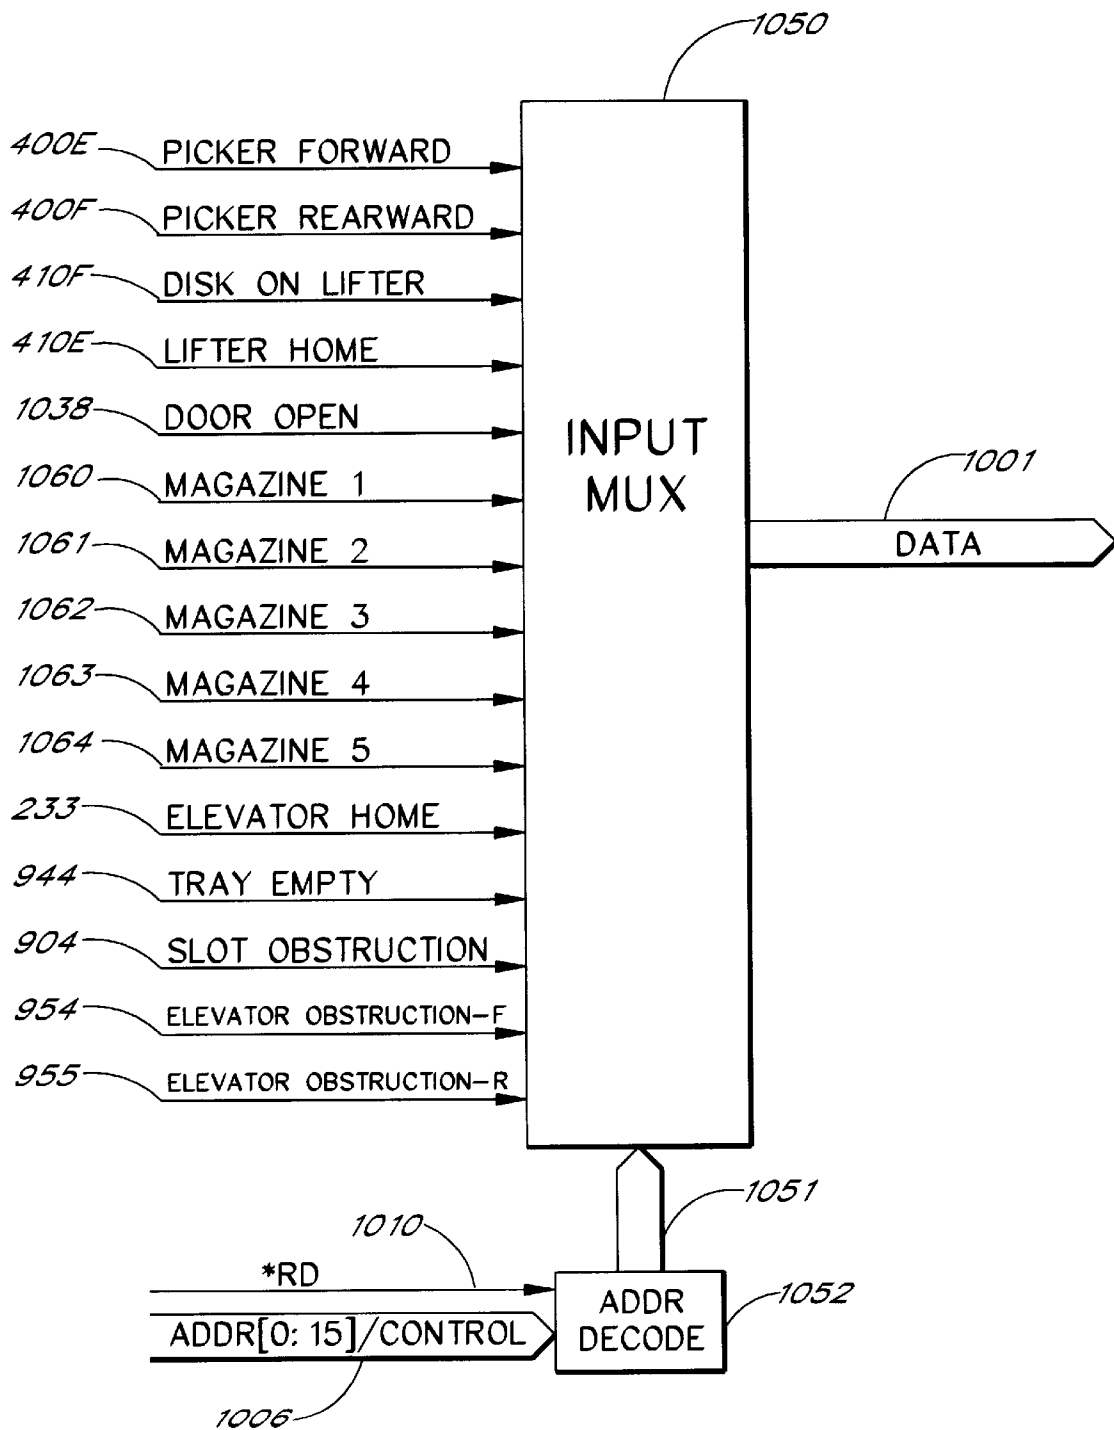 1050
400E PICKER FORWARD
400F PICKER REARWARD
410F DISK ON LIFTER
410E LIFTER HOME
1038 DOOR OPEN
1060 MAGAZINE 1
1061 MAGAZINE 2
1062 MAGAZINE 3
1063 MAGAZINE 4
1064 MAGAZINE 5
233 ELEVATOR HOME
944 TRAY EMPTY
904 SLOT OBSTRUCTION
954 ELEVATOR OBSTRUCTION-F
955 ELEVATOR OBSTRUCTION-R
INPUT
MUX
1001
DATA
1051
1010
*RD
ADDR[0:15]/CONTROL
1006
ADDR
DECODE
1052